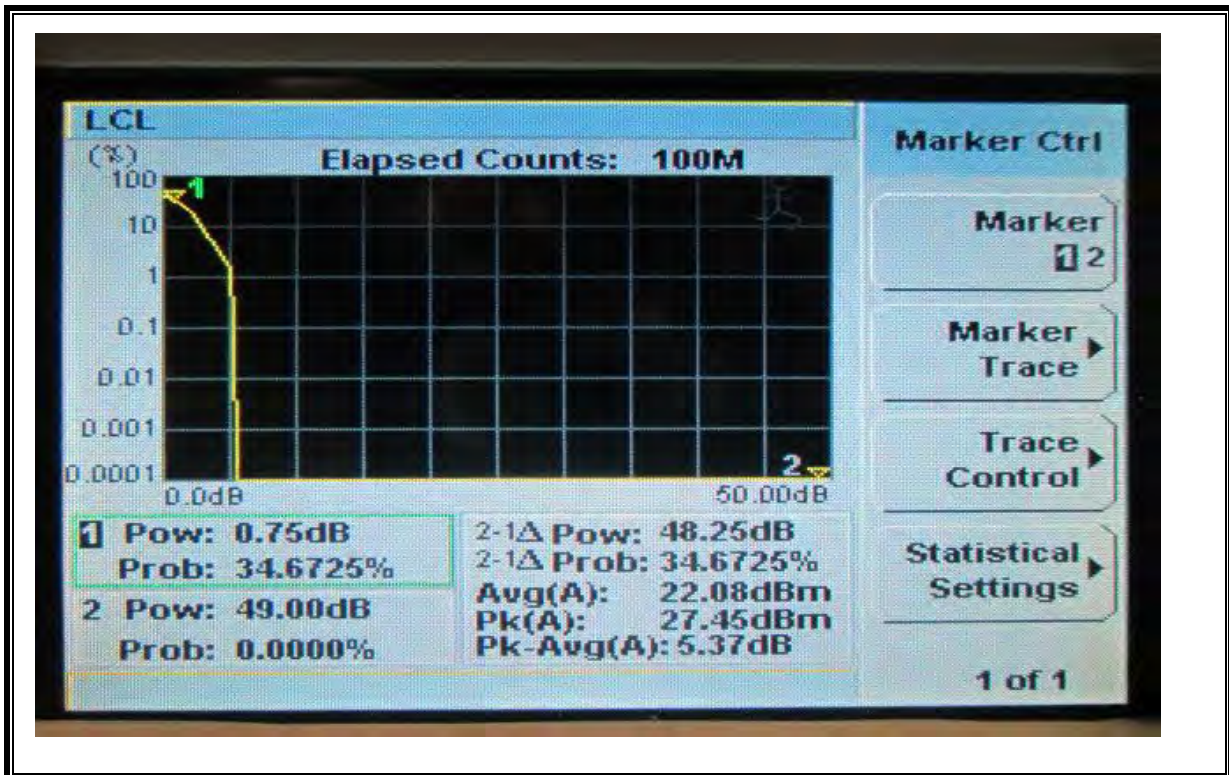 LCL
(%)
Elapsed Counts: 100M
100
10
1
0.1
0.01
0.001
0.0001
1
2
0.0dB
50.00dB
1 Pow: 0.75dB
Prob: 34.6725%
2 Pow: 49.00dB
Prob: 0.0000%
2-1Δ Pow: 48.25dB
2-1Δ Prob: 34.6725%
Avg(A): 22.08dBm
Pk(A): 27.45dBm
Pk-Avg(A): 5.37dB
Marker Ctrl
Marker
1 2
Marker
Trace
Trace
Control
Statistical
Settings
1 of 1